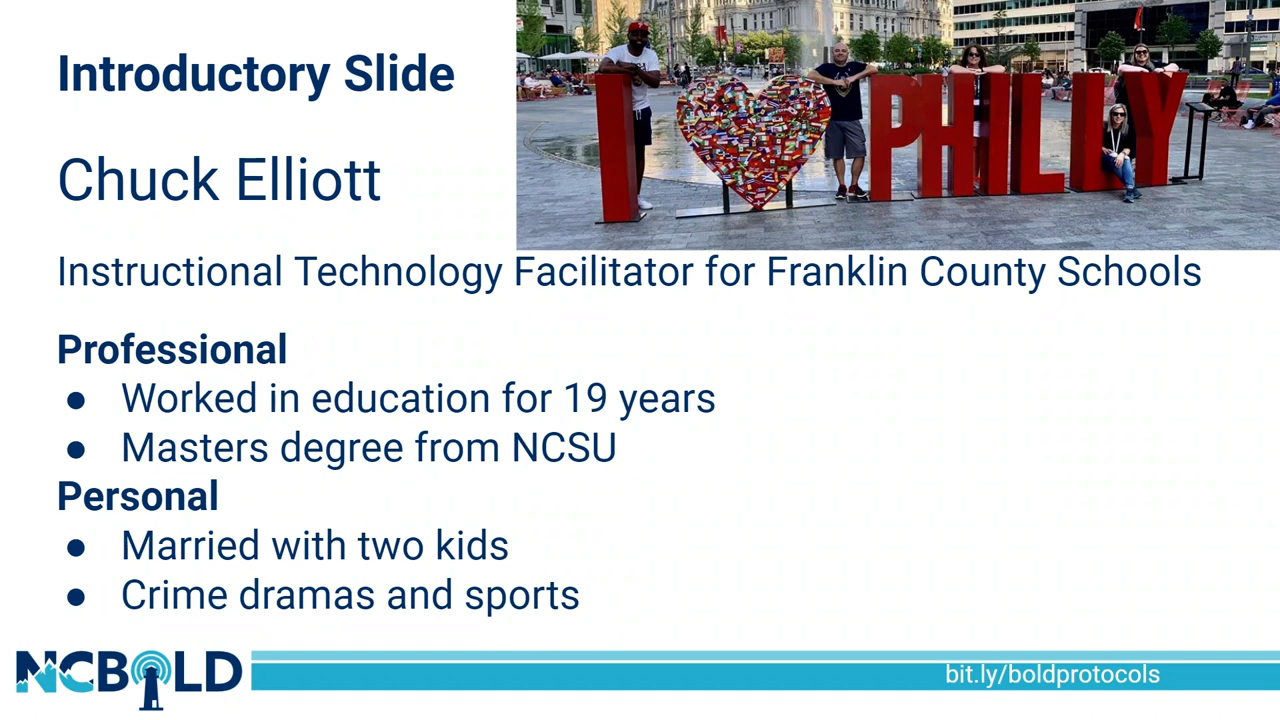 Introductory Slide
I PHILLY
Chuck Elliott
Instructional Technology Facilitator for Franklin County Schools
Professional
● Worked in education for 19 years
● Masters degree from NCSU
Personal
● Married with two kids
● Crime dramas and sports
NCBOLD
bit.ly/boldprotocols